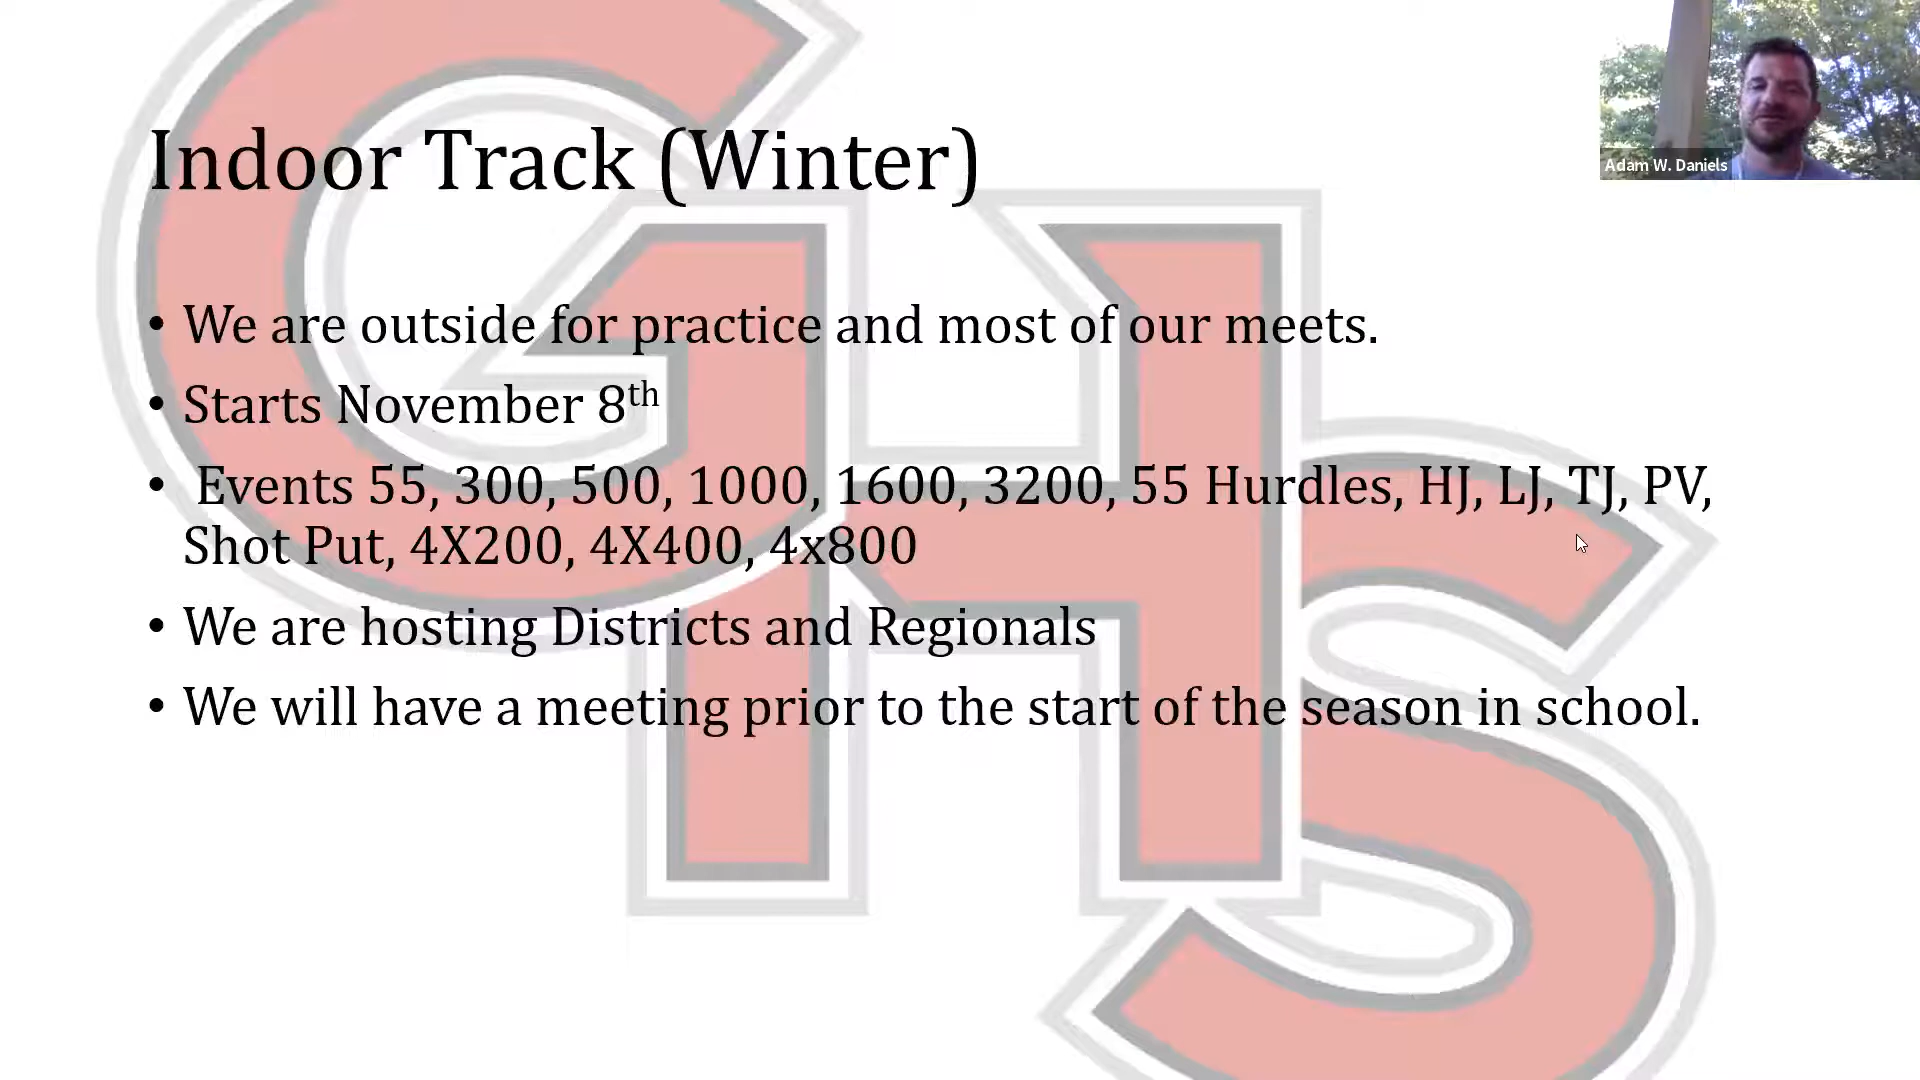 Adam W. Daniels
Indoor Track (Winter)
• We are outside for practice and most of our meets.
• Starts November 8th
• Events 55, 300, 500, 1000, 1600, 3200, 55 Hurdles, HJ, LJ, TJ, PV,
Shot Put, 4X200, 4X400, 4x800
• We are hosting Districts and Regionals
• We will have a meeting prior to the start of the season in school.
GHS